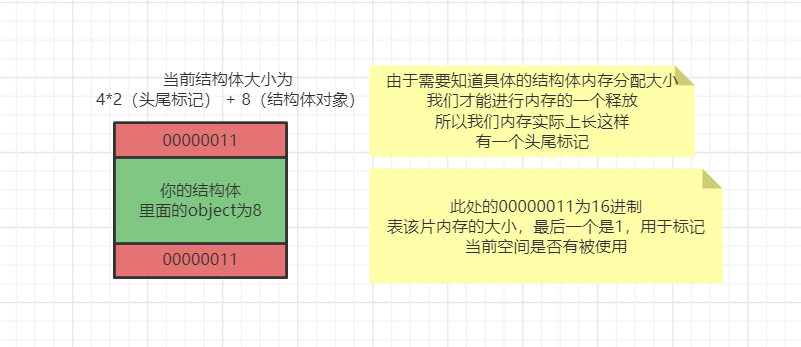 当前结构体大小为
4*2（头尾标记） + 8（结构体对象）
00000011
你的结构体
里面的object为8
00000011
由于需要知道具体的结构体内存分配大小
我们才能进行内存的一个释放
所以我们内存实际上长这样
有一个头尾标记
此处的00000011为16进制
表该片内存的大小，最后一个是1，用于标记
当前空间是否有被使用